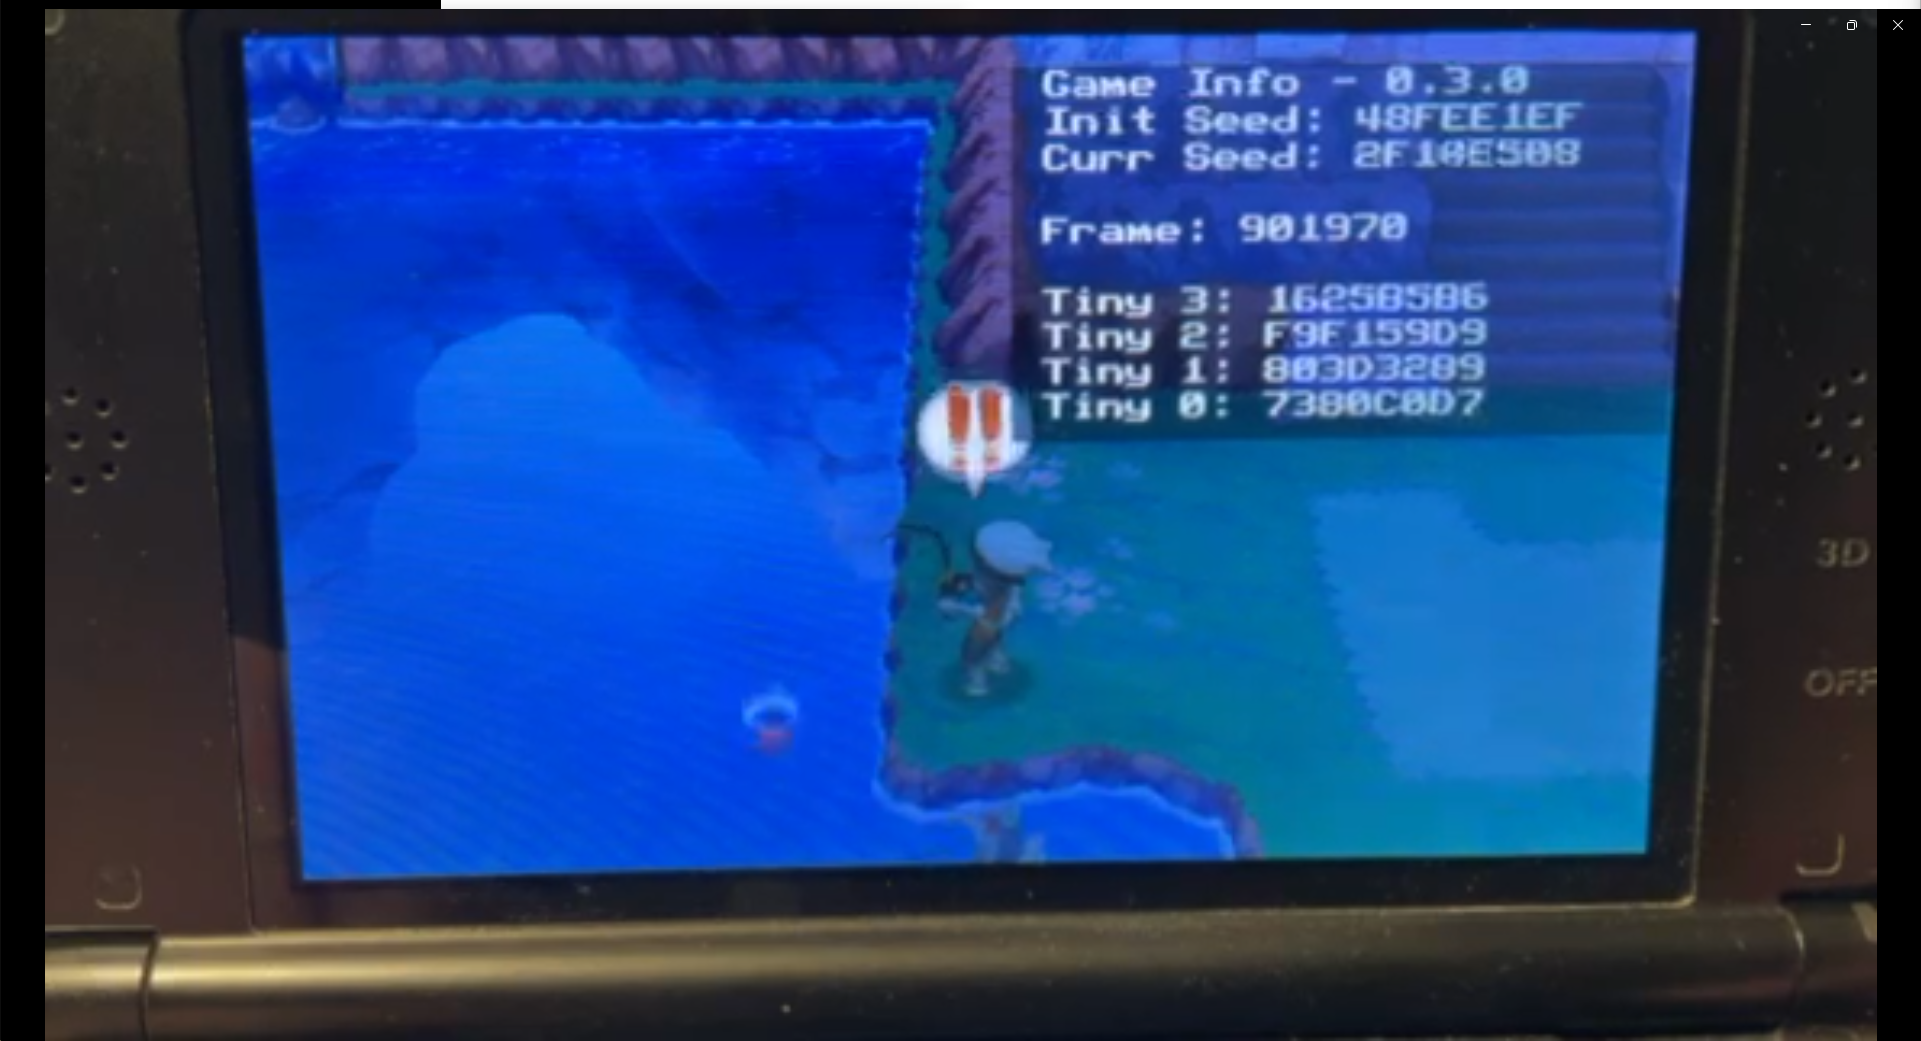 Game Info - 0.3.0
Init Seed: 48FEE1EF
Curr Seed: 2F10E508
Frame: 901970
Tiny 3: 1625B5B6
Tiny 2: F9F159D9
Tiny 1: 803D3289
Tiny 0: 7380C0D7
3D
OFF